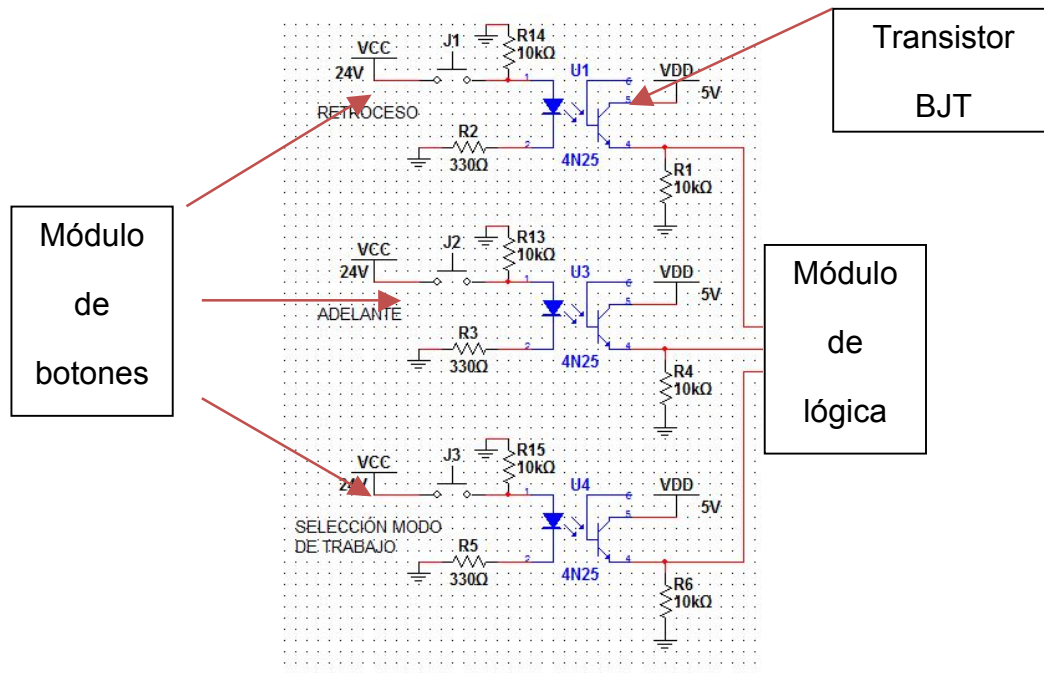 Transistor
BJT
Módulo
de
botones
Módulo
de
lógica
VCC
24V
J1
R14
10kΩ
RETROCESO
U1
1
2
6
5
4
4N25
VDD
5V
R2
330Ω
R1
10kΩ
VCC
24V
J2
R13
10kΩ
ADELANTE
U3
1
2
6
5
4
4N25
VDD
5V
R3
330Ω
R4
10kΩ
VCC
24V
J3
R15
10kΩ
SELECCIÓN MODO
DE TRABAJO
U4
1
2
6
5
4
4N25
VDD
5V
R5
330Ω
R6
10kΩ